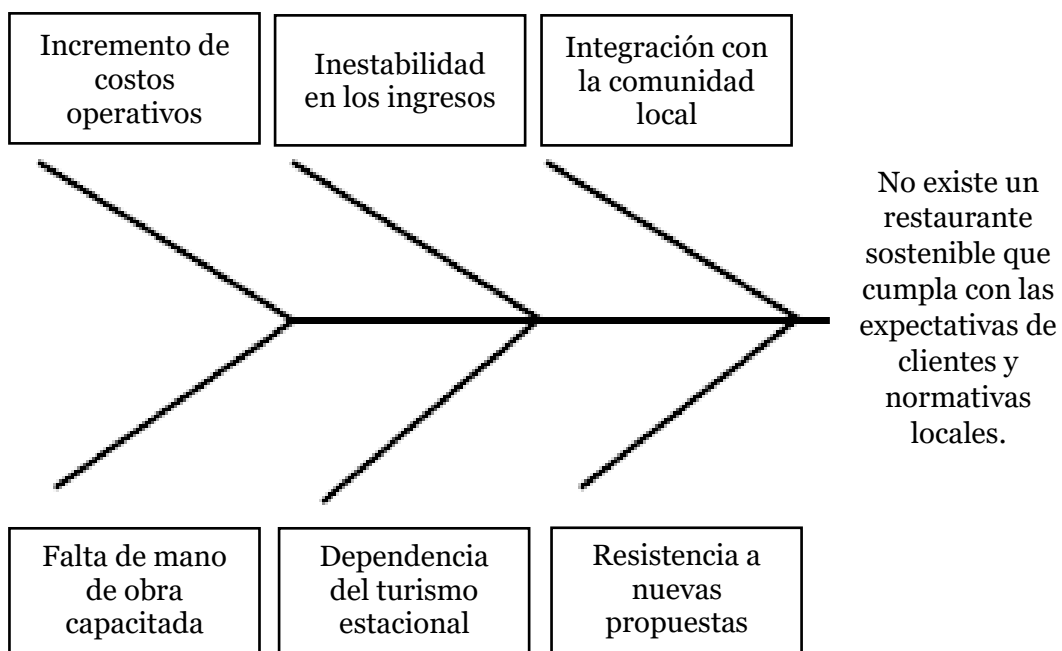 Incremento de
costos
operativos
Inestabilidad
en los ingresos
Integración con
la comunidad
local
No existe un
restaurante
sostenible que
cumpla con las
expectativas de
clientes y
normativas
locales.
Falta de mano
de obra
capacitada
Dependencia
del turismo
estacional
Resistencia a
nuevas
propuestas